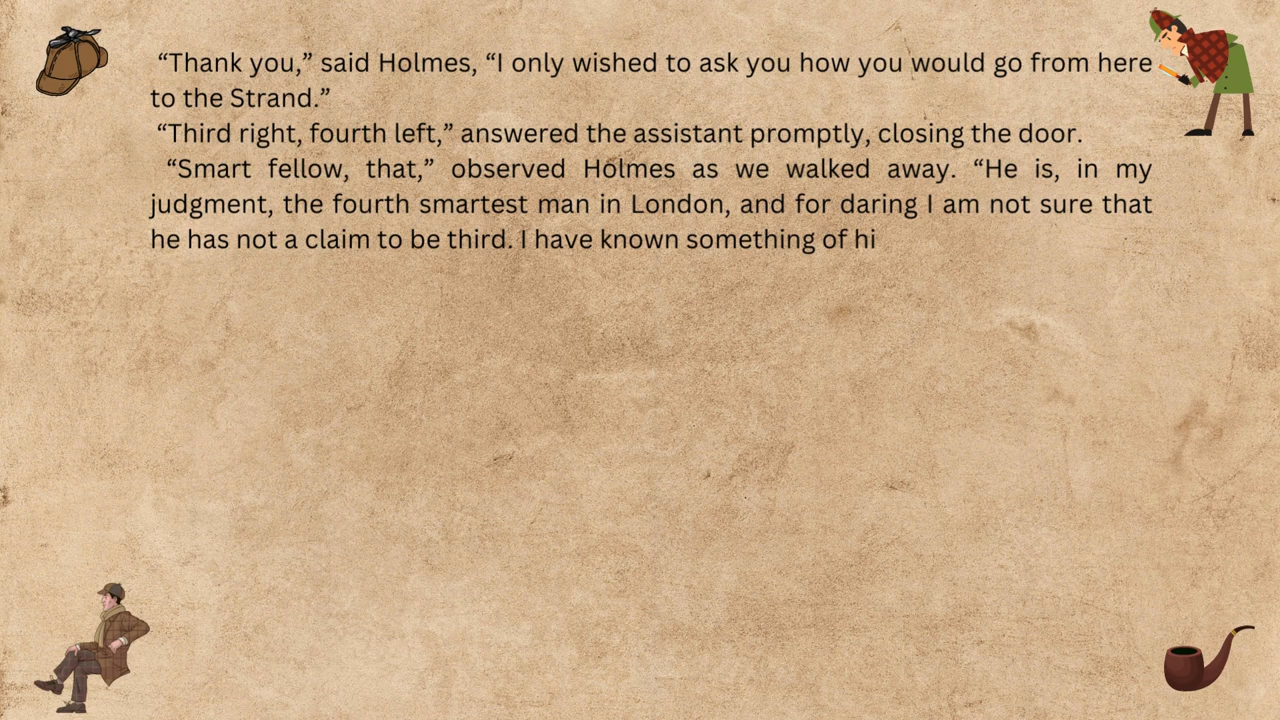 “Thank you,” said Holmes, “I only wished to ask you how you would go from here
to the Strand.”
“Third right, fourth left,” answered the assistant promptly, closing the door.
“Smart fellow, that,” observed Holmes as we walked away. “He is, in my
judgment, the fourth smartest man in London, and for daring I am not sure that
he has not a claim to be third. I have known something of hi